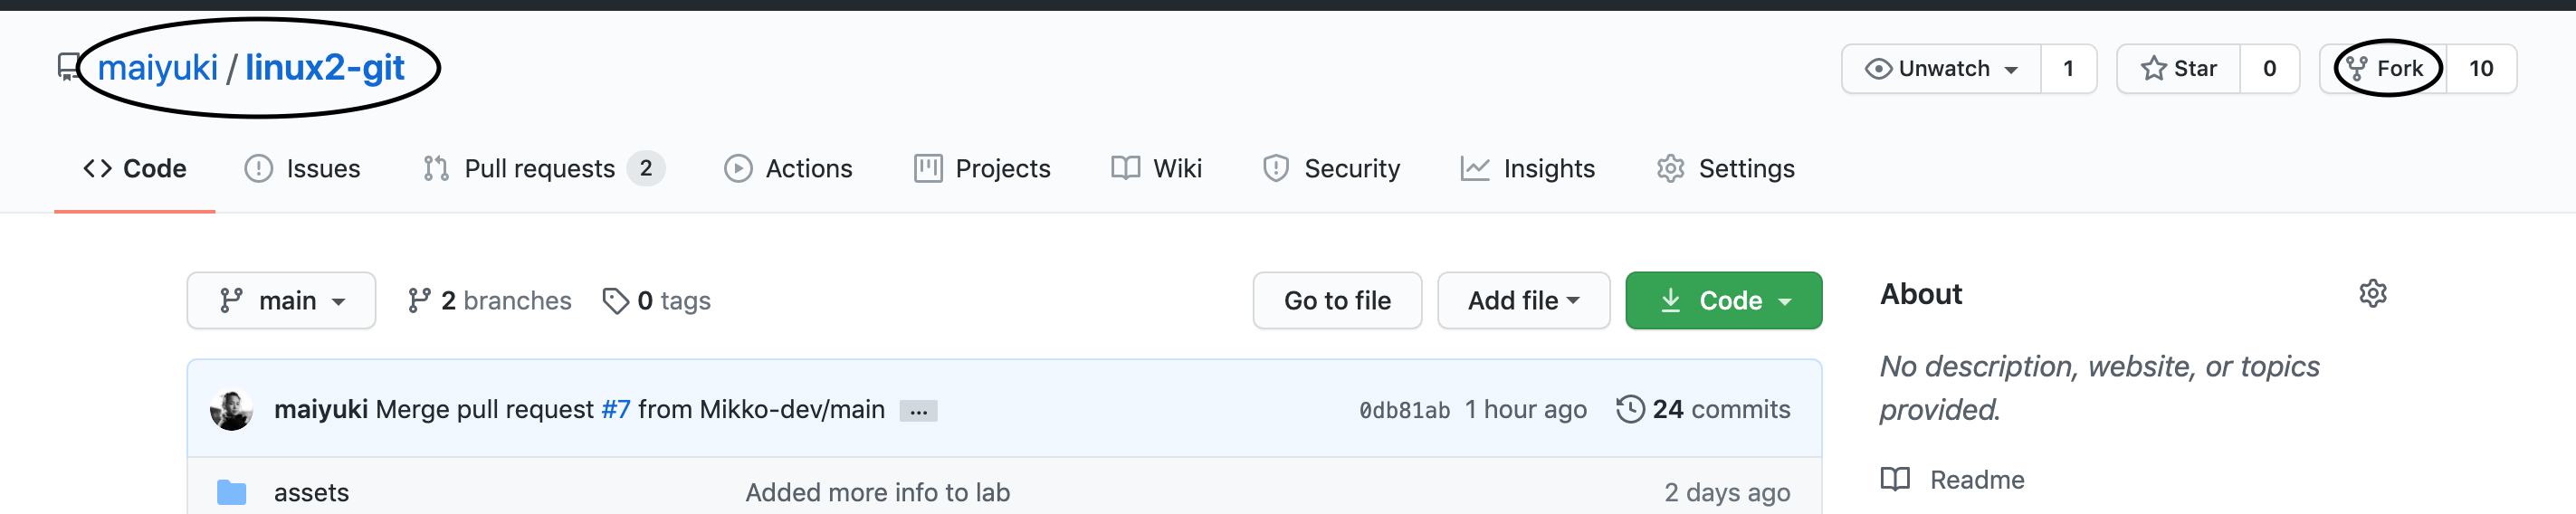 maiyuki / linux2-git Unwatch 1 Star 0 Fork 10
Code Issues Pull requests 2 Actions Projects Wiki Security Insights Settings
main 2 branches 0 tags Go to file Add file Code About
No description, website, or topics
provided.
maiyuki Merge pull request #7 from Mikko-dev/main ... 0db81ab 1 hour ago 24 commits
assets Added more info to lab 2 days ago
Readme